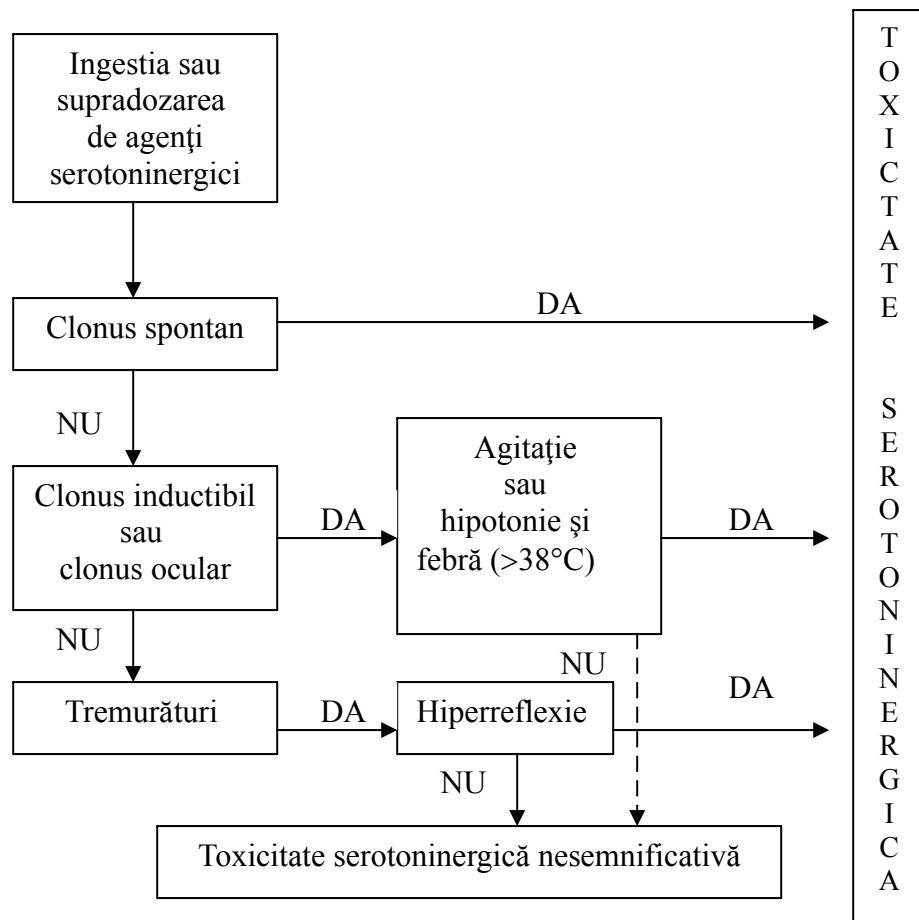 Ingestia sau
supradozarea
de agenţi
serotoninergici
Clonus spontan
DA
NU
Clonus inductibil
sau
clonus ocular
DA
Agitaţie
sau
hipotonie şi
febră (>38°C)
DA
NU
NU
Tremurături
DA
Hiperreflexie
DA
NU
Toxicitate serotoninergică nesemnificativă
T
O
X
I
C
T
A
T
E
S
E
R
O
T
O
N
I
N
E
R
G
I
C
A